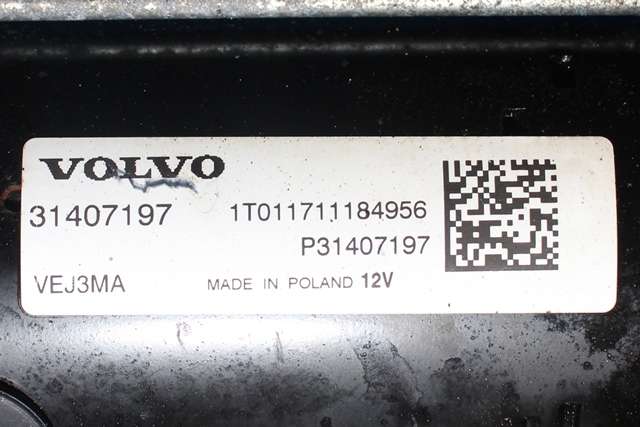 VOLVO
31407197 1T011711184956
P31407197
VEJ3MA MADE IN POLAND 12V